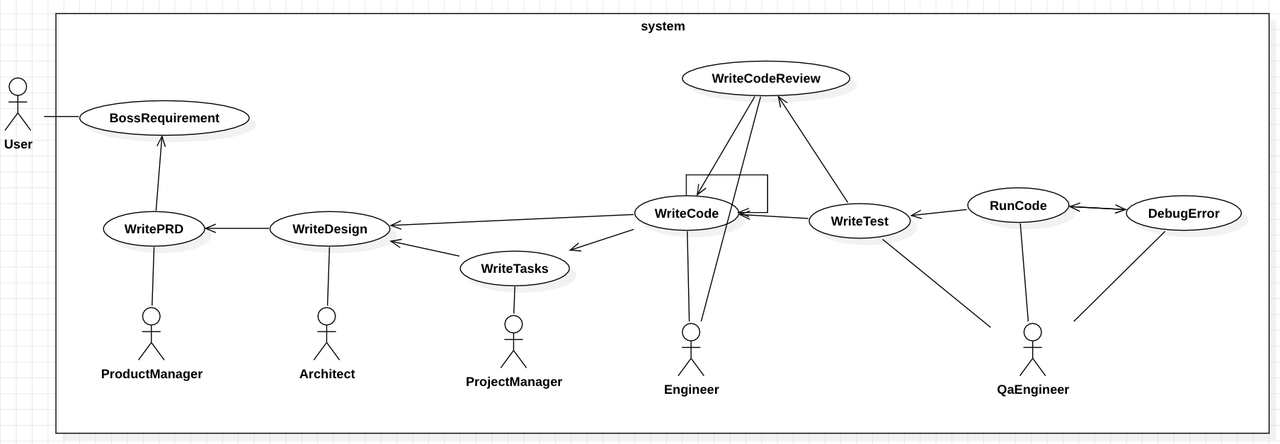 system
WriteCodeReview
BossRequirement
User
WriteCode
RunCode
DebugError
WriteTest
WritePRD
WriteDesign
WriteTasks
ProductManager
Architect
ProjectManager
Engineer
QaEngineer